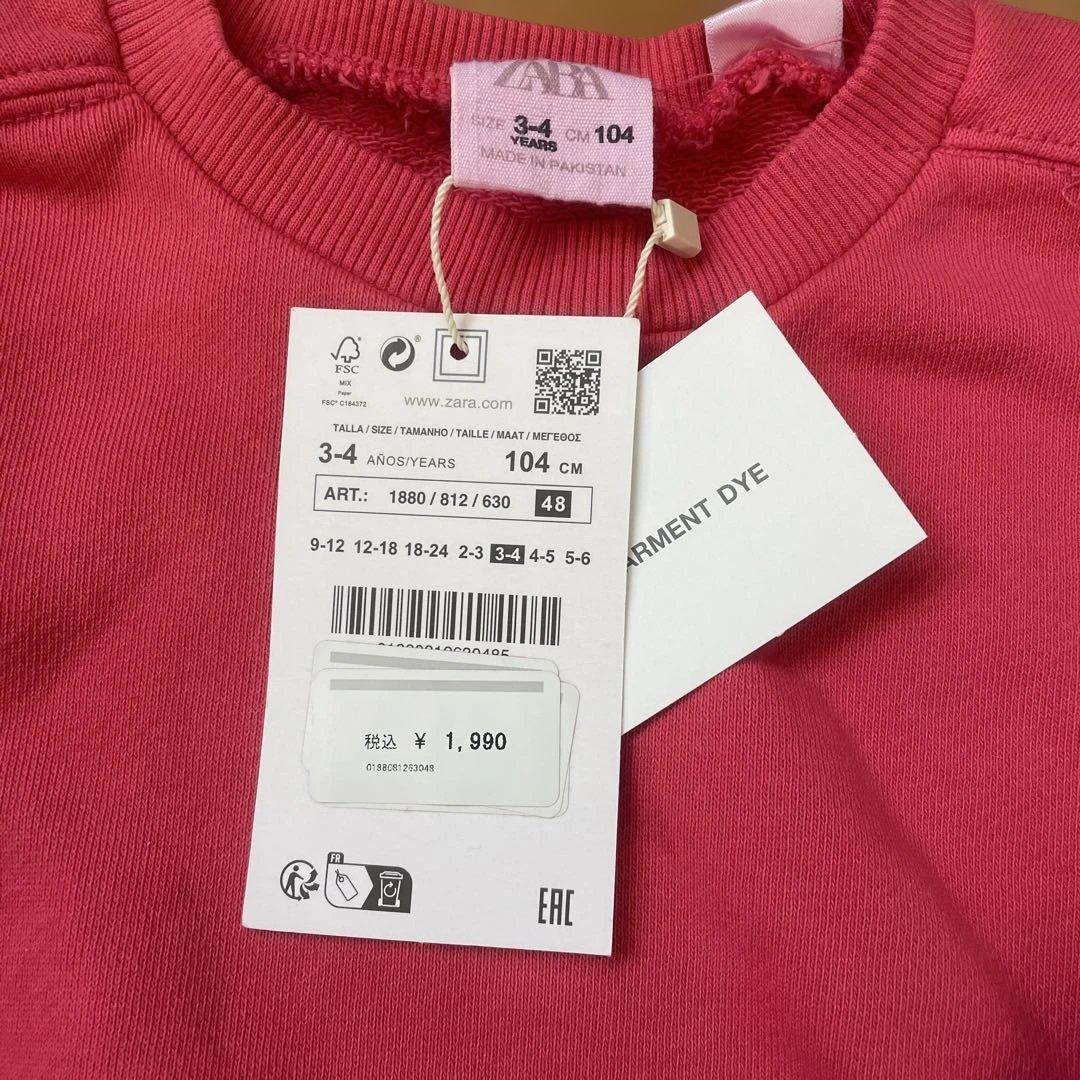 ZARA
SIZE 3-4 YEARS CM 104
MADE IN PAKISTAN
FSC
MIX
Paper
FSC® C184372
®
www.zara.com
TALLA / SIZE / TAMANHO / TAILLE / MAAT / ΜΕΓΕΘΟΣ
3-4 AÑOS/YEARS 104 CM
ART.: 1880 / 812 / 630 48
9-12 12-18 18-24 2-3 3-4 4-5 5-6
税込 ¥ 1,990
0188081263048
FR
EAC
ARMENT DYE